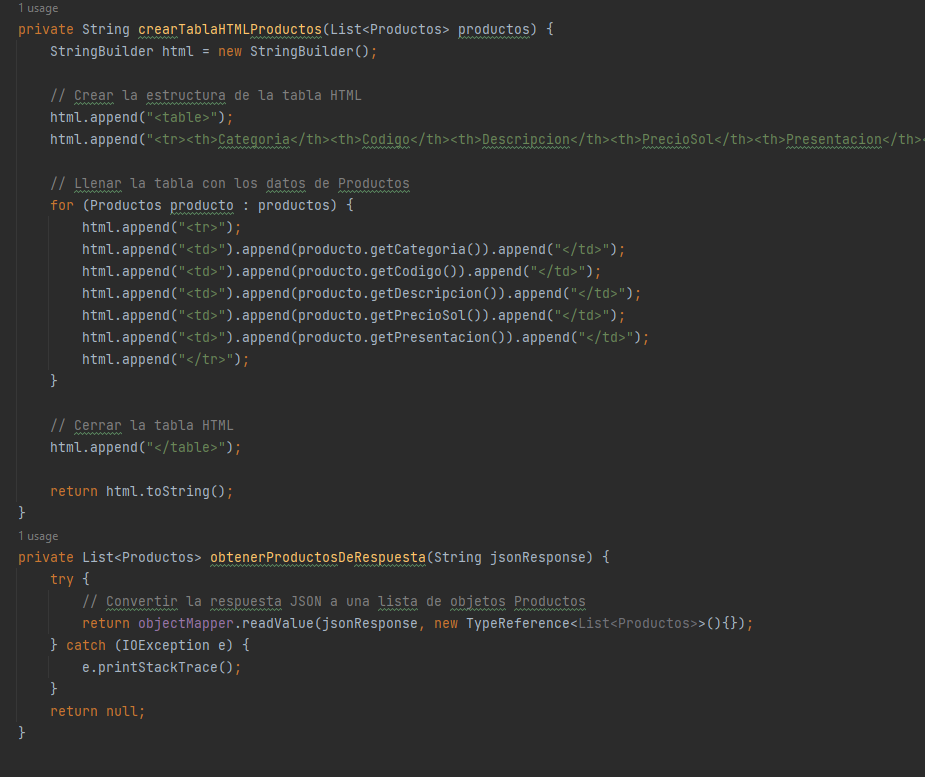 1 usage
private String crearTablaHTMLProductos(List<Productos> productos) {
    StringBuilder html = new StringBuilder();

    // Crear la estructura de la tabla HTML
    html.append("<table>");
    html.append("<tr><th>Categoria</th><th>Codigo</th><th>Descripcion</th><th>PrecioSol</th><th>Presentacion</th>

    // Llenar la tabla con los datos de Productos
    for (Productos producto : productos) {
        html.append("<tr>");
        html.append("<td>").append(producto.getCategoria()).append("</td>");
        html.append("<td>").append(producto.getCodigo()).append("</td>");
        html.append("<td>").append(producto.getDescripcion()).append("</td>");
        html.append("<td>").append(producto.getPrecioSol()).append("</td>");
        html.append("<td>").append(producto.getPresentacion()).append("</td>");
        html.append("</tr>");
    }

    // Cerrar la tabla HTML
    html.append("</table>");

    return html.toString();
}
1 usage
private List<Productos> obtenerProductosDeRespuesta(String jsonResponse) {
    try {
        // Convertir la respuesta JSON a una lista de objetos Productos
        return objectMapper.readValue(jsonResponse, new TypeReference<List<Productos>>(){});
    } catch (IOException e) {
        e.printStackTrace();
    }
    return null;
}